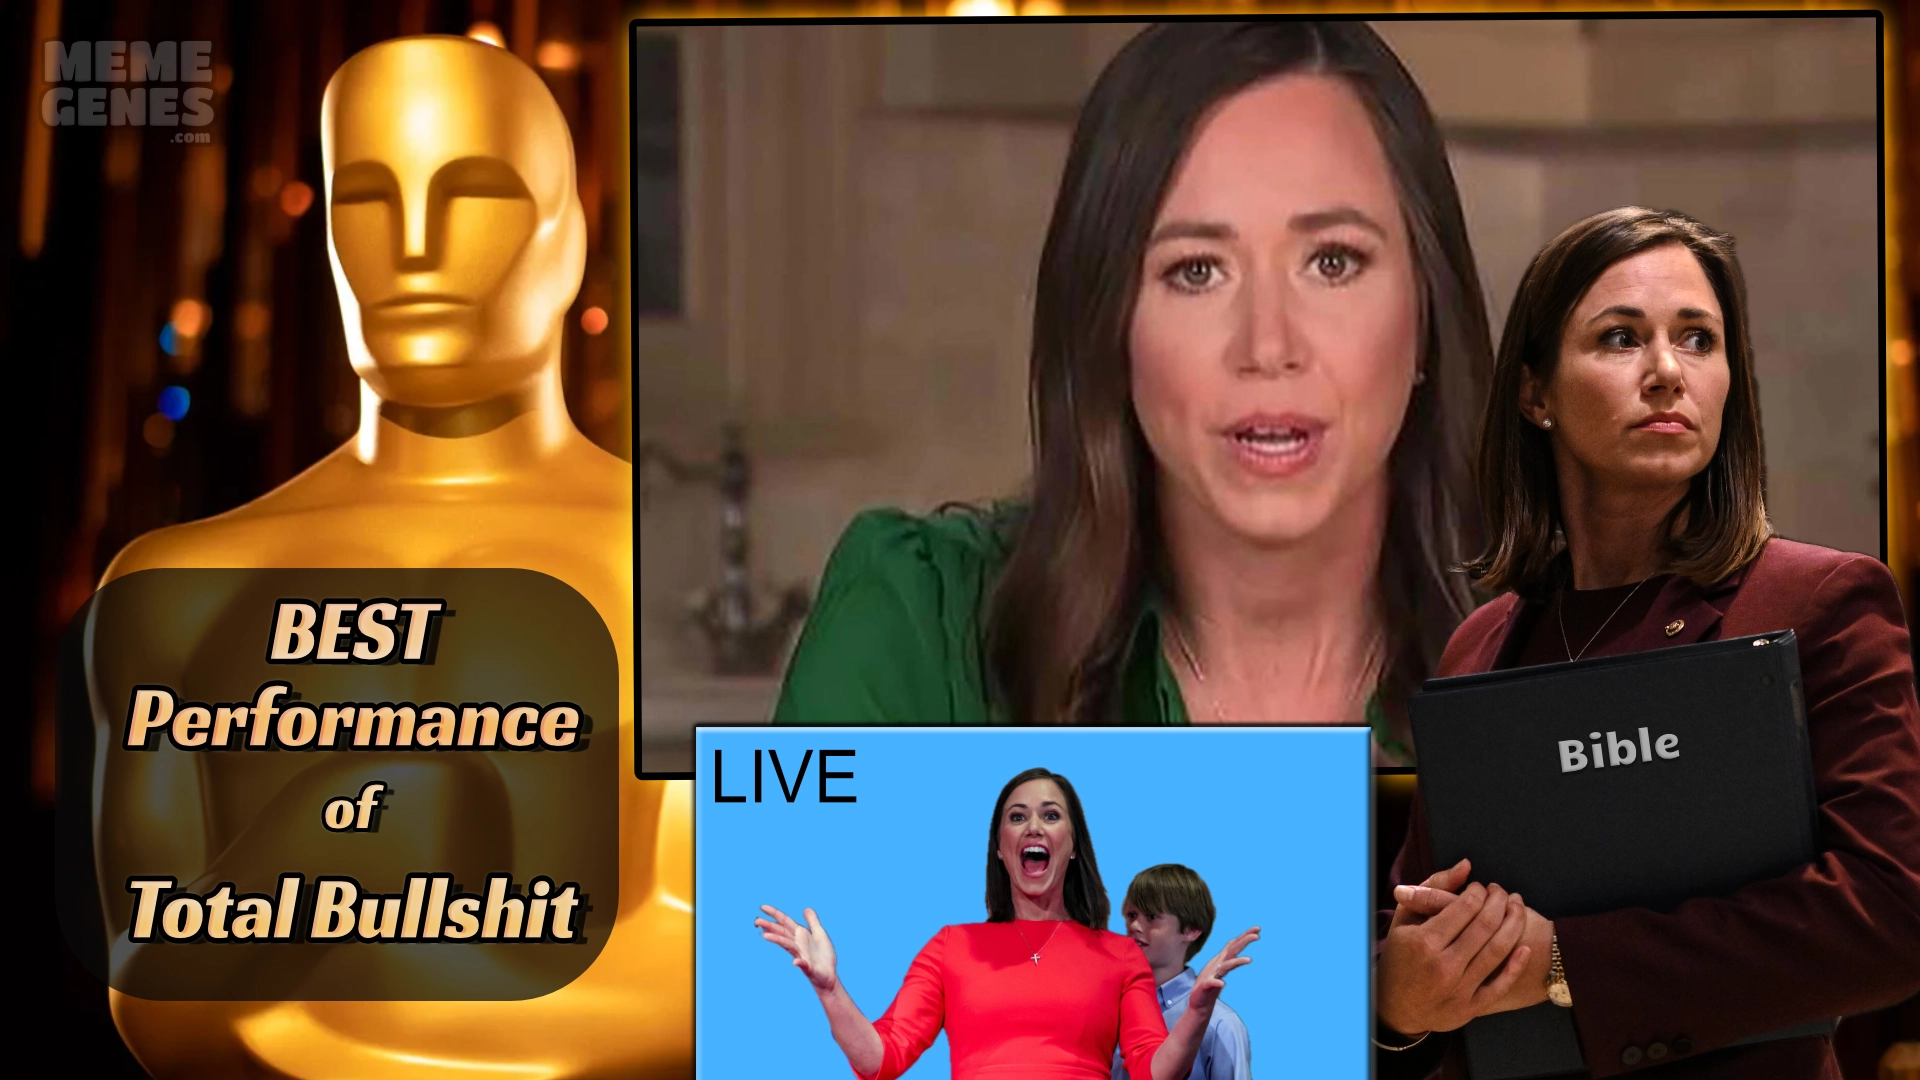 MEME
GENES
.com
BEST
Performance
of
Total Bullshit
LIVE
Bible